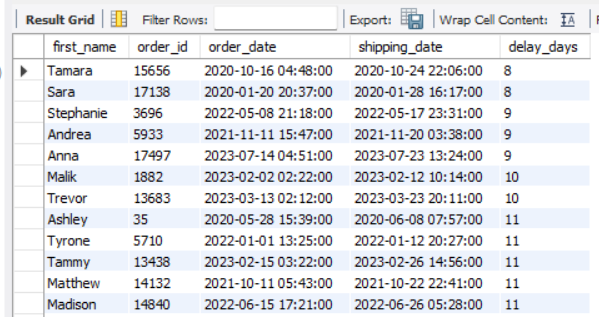 Result Grid Filter Rows: Export: Wrap Cell Content:
first_name order_id order_date shipping_date delay_days
Tamara 15656 2020-10-16 04:48:00 2020-10-24 22:06:00 8
Sara 17138 2020-01-20 20:37:00 2020-01-28 16:17:00 8
Stephanie 3696 2022-05-08 21:18:00 2022-05-17 23:31:00 9
Andrea 5933 2021-11-11 15:47:00 2021-11-20 03:38:00 9
Anna 17497 2023-07-14 04:51:00 2023-07-23 13:24:00 9
Malik 1882 2023-02-02 02:22:00 2023-02-12 10:14:00 10
Trevor 13683 2023-03-13 02:12:00 2023-03-23 20:11:00 10
Ashley 35 2020-05-28 15:39:00 2020-06-08 07:57:00 11
Tyrone 5710 2022-01-01 13:25:00 2022-01-12 20:27:00 11
Tammy 13438 2023-02-15 03:22:00 2023-02-26 14:56:00 11
Matthew 14132 2021-10-11 05:43:00 2021-10-22 22:41:00 11
Madison 14840 2022-06-15 17:21:00 2022-06-26 05:28:00 11